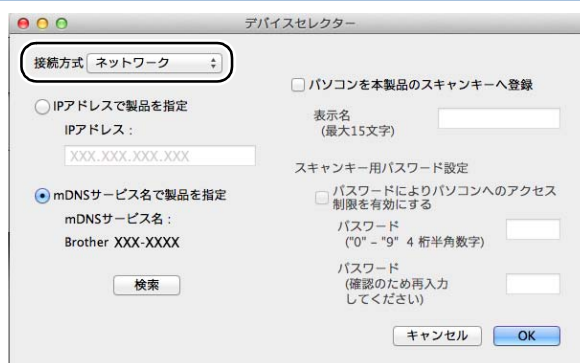 デバイスセレクター
接続方式 ネットワーク
IPアドレスで製品を指定
IPアドレス：
XXX.XXX.XXX.XXX
mDNSサービス名で製品を指定
mDNSサービス名：
Brother XXX-XXXX
検索
パソコンを本製品のスキャンキーへ登録
表示名
(最大15文字)
スキャンキー用パスワード設定
パスワードによりパソコンへのアクセス
制限を有効にする
パスワード
("0" – "9" 4 桁半角数字)
パスワード
(確認のため再入力
してください)
キャンセル
OK